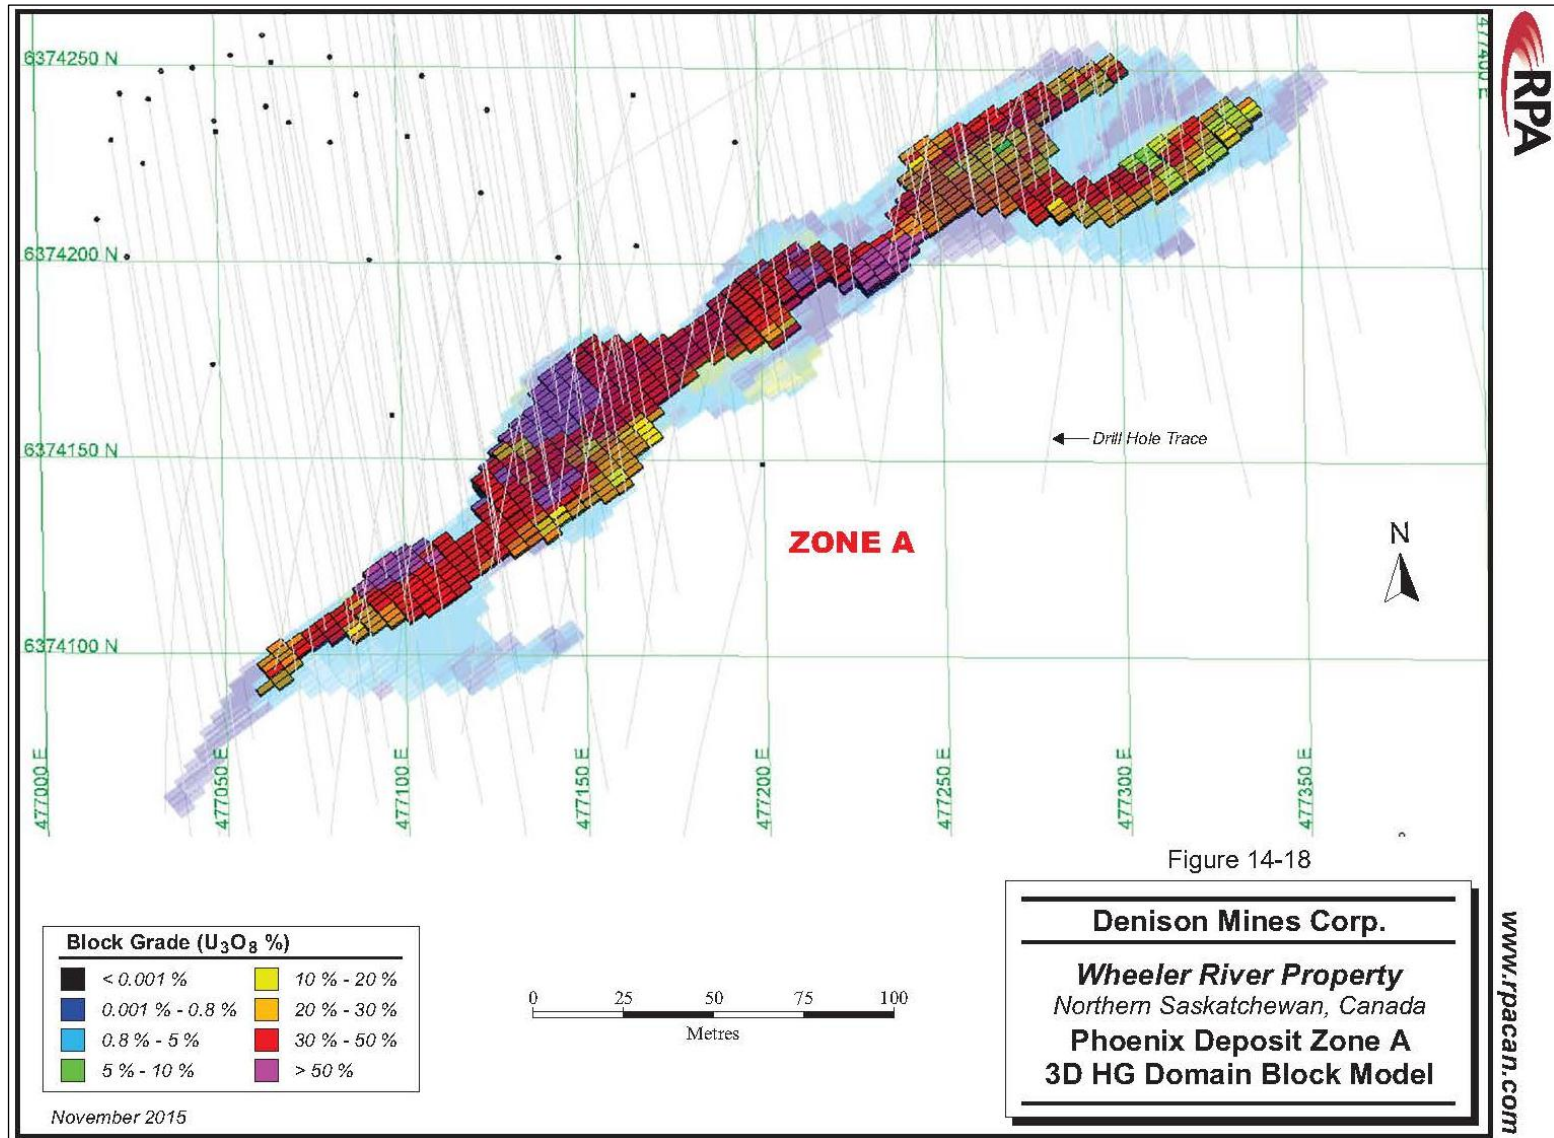 6374250 N
477400 E
RPA
6374200 N
Drill Hole Trace
6374150 N
ZONE A
N
6374100 N
477000 E
477050 E
477100 E
477150 E
477200 E
477250 E
477300 E
477350 E
Figure 14-18
Denison Mines Corp.
Wheeler River Property
Northern Saskatchewan, Canada
Phoenix Deposit Zone A
3D HG Domain Block Model
Block Grade (U₃O₈ %)
< 0.001 %
0.001 % - 0.8 %
0.8 % - 5 %
5 % - 10 %
10 % - 20 %
20 % - 30 %
30 % - 50 %
> 50 %
0 25 50 75 100
Metres
November 2015
www.rpacan.com